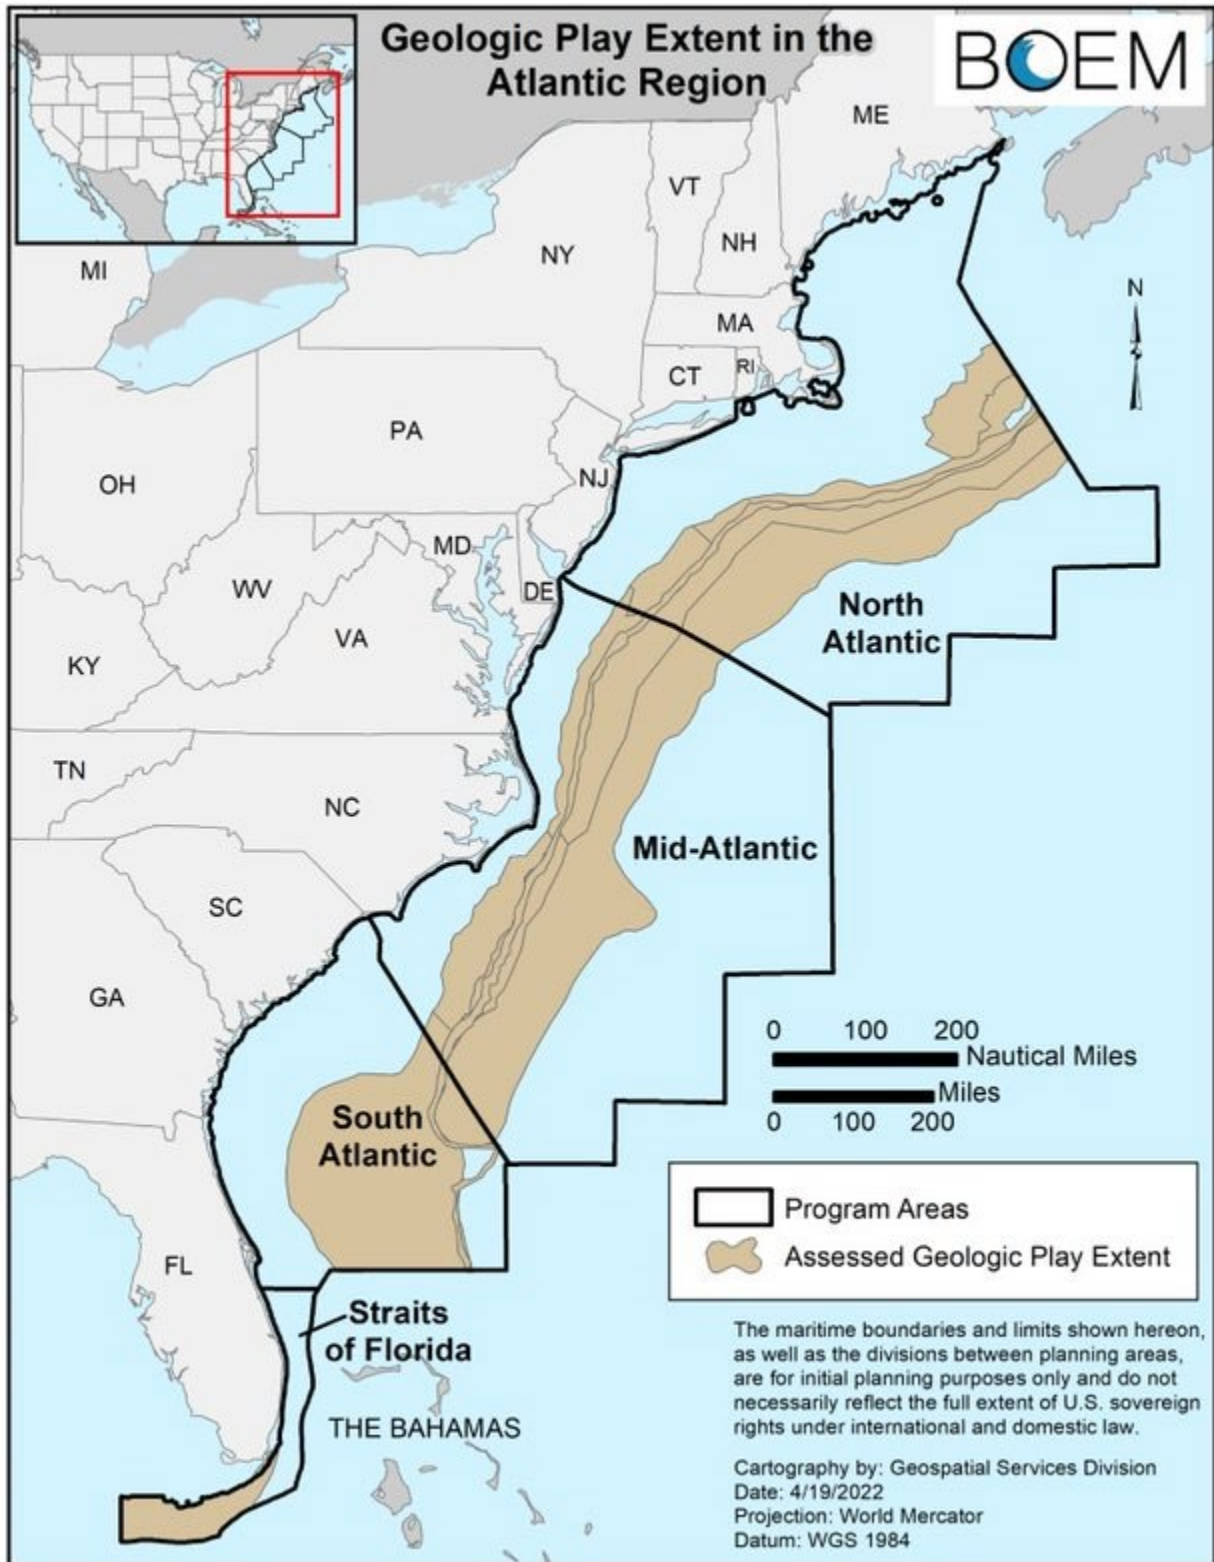 Geologic Play Extent in the
Atlantic Region
BOEM
ME
VT
NH
NY
MI
MA
CT
RI
N
PA
NJ
OH
MD
DE
WV
VA
KY
North
Atlantic
TN
NC
Mid-Atlantic
SC
GA
0 100 200
Nautical Miles
Miles
0 100 200
South
Atlantic
Program Areas
Assessed Geologic Play Extent
FL
Straits
of Florida
THE BAHAMAS
The maritime boundaries and limits shown hereon,
as well as the divisions between planning areas,
are for initial planning purposes only and do not
necessarily reflect the full extent of U.S. sovereign
rights under international and domestic law.
Cartography by: Geospatial Services Division
Date: 4/19/2022
Projection: World Mercator
Datum: WGS 1984